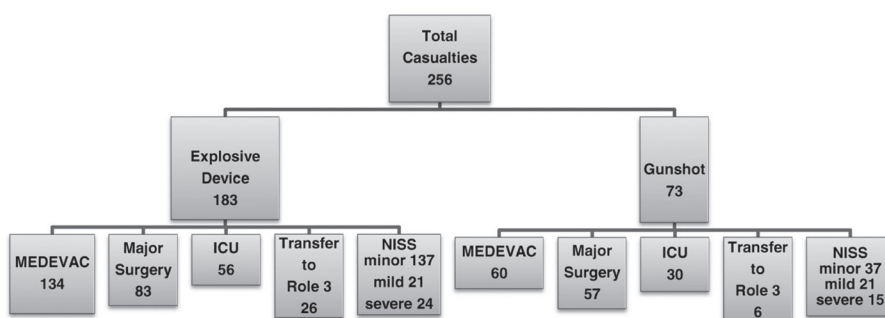 Total
Casualties
256
Explosive
Device
183
Gunshot
73
MEDEVAC
134
Major
Surgery
83
ICU
56
Transfer
to
Role 3
26
NISS
minor 137
mild 21
severe 24
MEDEVAC
60
Major
Surgery
57
ICU
30
Transfer
to
Role 3
6
NISS
minor 37
mild 21
severe 15